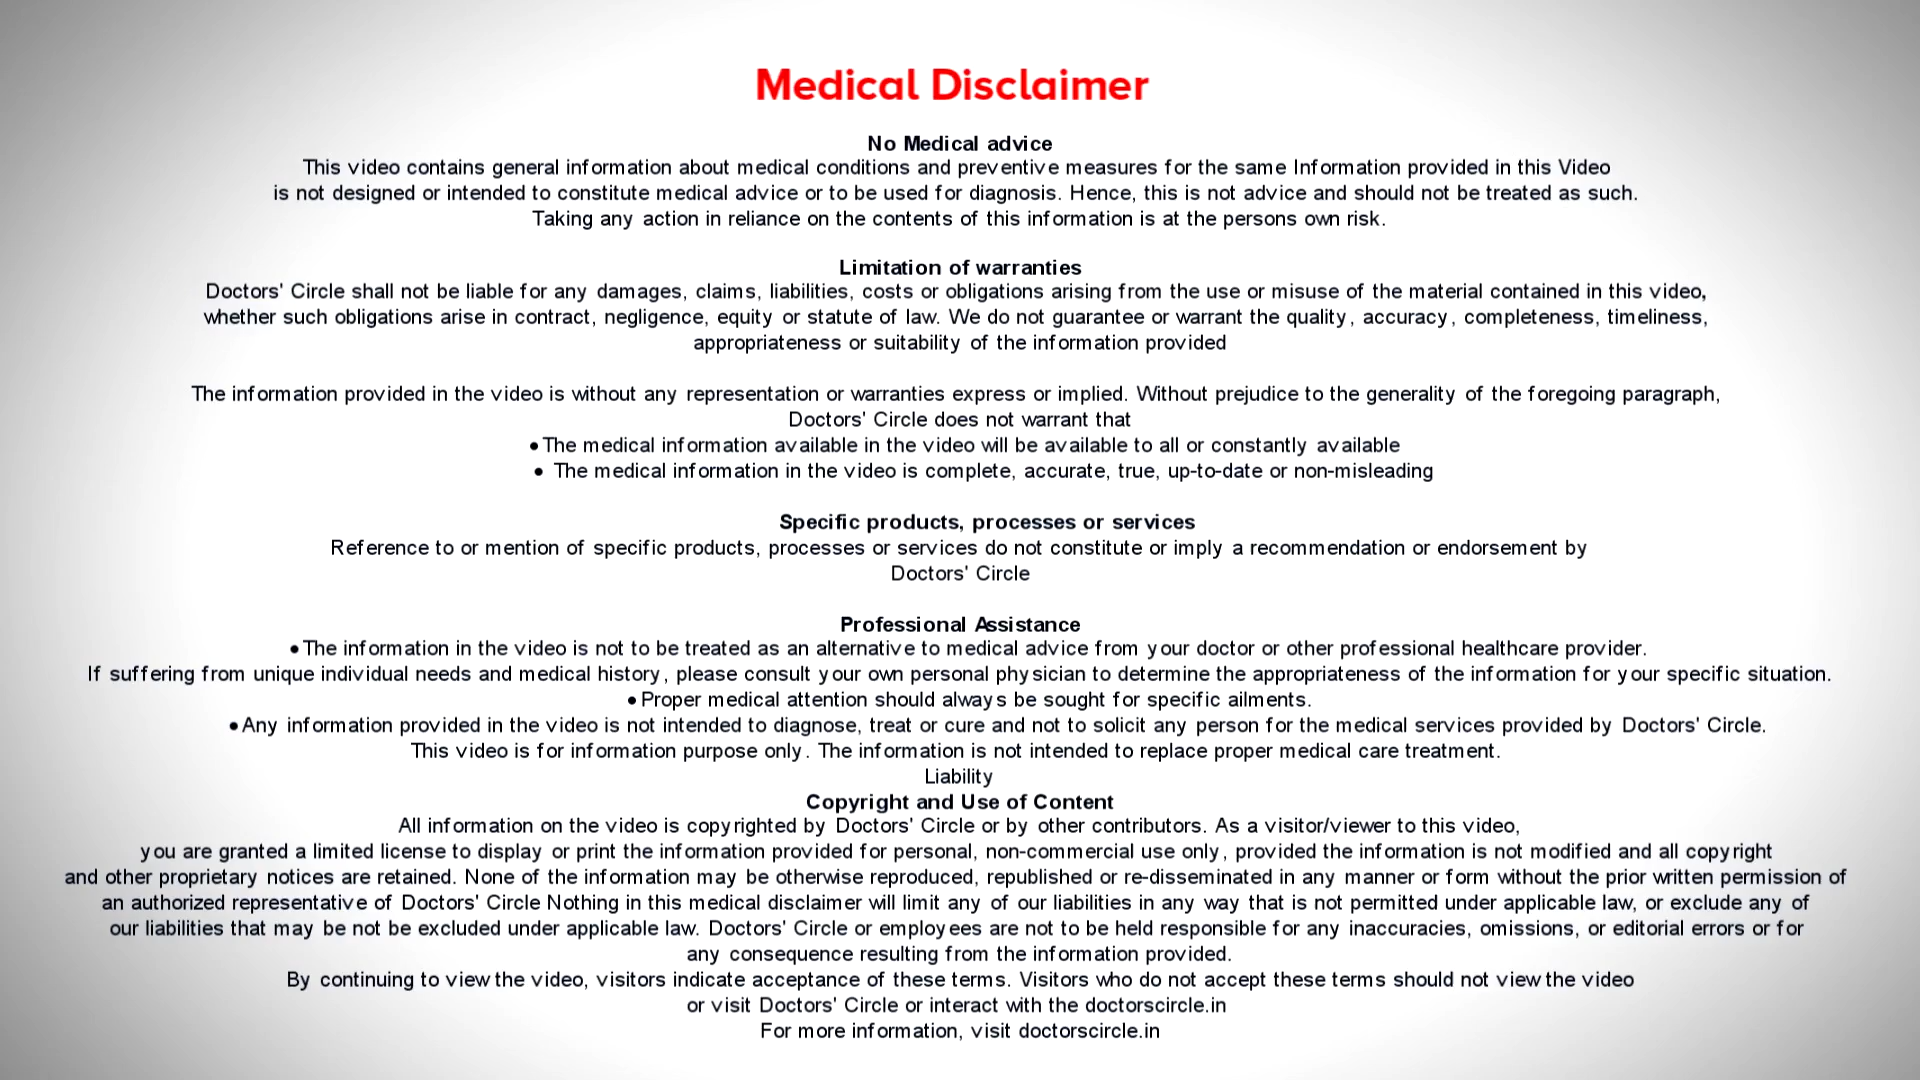 Medical Disclaimer
No Medical advice
This video contains general information about medical conditions and preventive measures for the same Information provided in this Video
is not designed or intended to constitute medical advice or to be used for diagnosis. Hence, this is not advice and should not be treated as such.
Taking any action in reliance on the contents of this information is at the persons own risk.
Limitation of warranties
Doctors' Circle shall not be liable for any damages, claims, liabilities, costs or obligations arising from the use or misuse of the material contained in this video,
whether such obligations arise in contract, negligence, equity or statute of law. We do not guarantee or warrant the quality, accuracy, completeness, timeliness,
appropriateness or suitability of the information provided
The information provided in the video is without any representation or warranties express or implied. Without prejudice to the generality of the foregoing paragraph,
Doctors' Circle does not warrant that
•The medical information available in the video will be available to all or constantly available
• The medical information in the video is complete, accurate, true, up-to-date or non-misleading
Specific products, processes or services
Reference to or mention of specific products, processes or services do not constitute or imply a recommendation or endorsement by
Doctors' Circle
Professional Assistance
•The information in the video is not to be treated as an alternative to medical advice from your doctor or other professional healthcare provider.
If suffering from unique individual needs and medical history, please consult your own personal physician to determine the appropriateness of the information for your specific situation.
•Proper medical attention should always be sought for specific ailments.
•Any information provided in the video is not intended to diagnose, treat or cure and not to solicit any person for the medical services provided by Doctors' Circle.
This video is for information purpose only. The information is not intended to replace proper medical care treatment.
Liability
Copyright and Use of Content
All information on the video is copyrighted by Doctors' Circle or by other contributors. As a visitor/viewer to this video,
you are granted a limited license to display or print the information provided for personal, non-commercial use only, provided the information is not modified and all copyright
and other proprietary notices are retained. None of the information may be otherwise reproduced, republished or re-disseminated in any manner or form without the prior written permission of
an authorized representative of Doctors' Circle Nothing in this medical disclaimer will limit any of our liabilities in any way that is not permitted under applicable law, or exclude any of
our liabilities that may be not be excluded under applicable law. Doctors' Circle or employees are not to be held responsible for any inaccuracies, omissions, or editorial errors or for
any consequence resulting from the information provided.
By continuing to view the video, visitors indicate acceptance of these terms. Visitors who do not accept these terms should not view the video
or visit Doctors' Circle or interact with the doctorscircle.in
For more information, visit doctorscircle.in